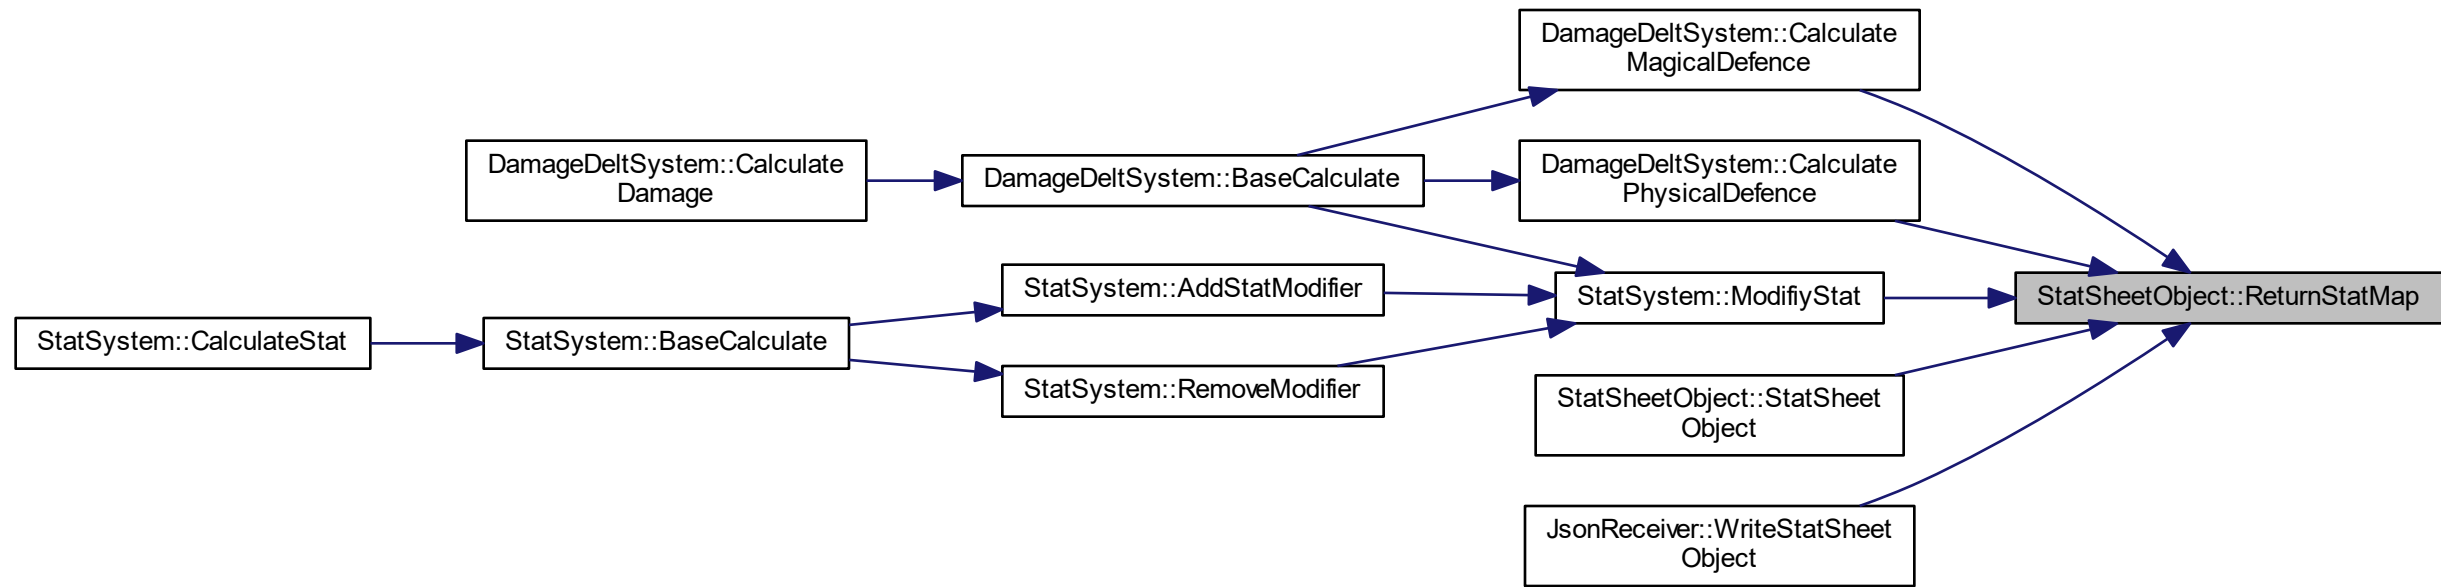 DamageDeltSystem::Calculate
MagicalDefence
DamageDeltSystem::Calculate
Damage
DamageDeltSystem::BaseCalculate
DamageDeltSystem::Calculate
PhysicalDefence
StatSystem::AddStatModifier
StatSystem::ModifiyStat
StatSheetObject::ReturnStatMap
StatSystem::CalculateStat
StatSystem::BaseCalculate
StatSystem::RemoveModifier
StatSheetObject::StatSheet
Object
JsonReceiver::WriteStatSheet
Object